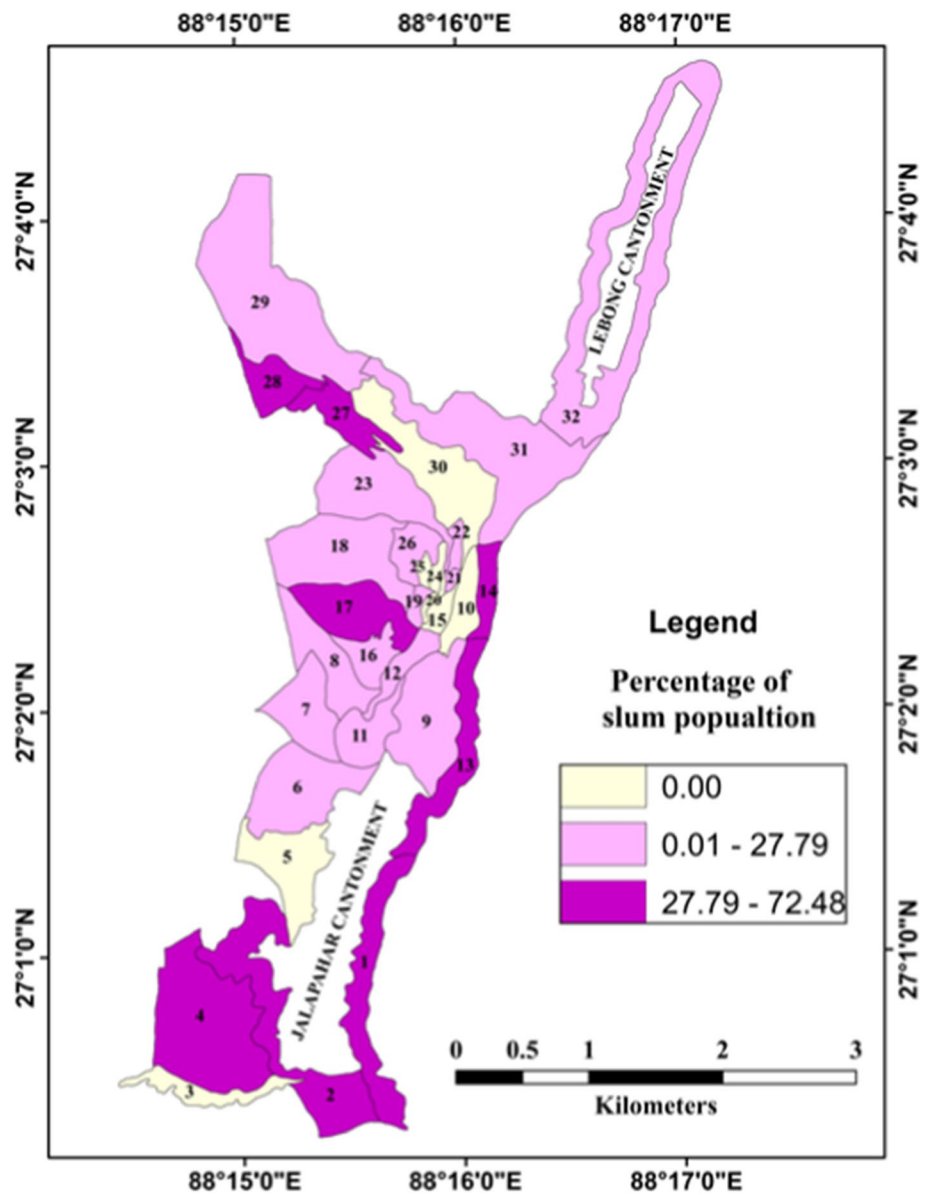 88°15'0"E 88°16'0"E 88°17'0"E
27°4'0"N
27°4'0"N
LEBONG CANTONMENT
29
28
27
32
31
27°3'0"N
27°3'0"N
30
23
22
26
18
25
24
21
14
19
20
17
10
15
16
8
12
7
9
11
27°2'0"N
27°2'0"N
13
6
5
JALAPAHAR CANTONMENT
1
4
3
2
27°1'0"N
27°1'0"N
Legend
Percentage of
slum popualtion
0.00
0.01 - 27.79
27.79 - 72.48
0 0.5 1 2 3
Kilometers
88°15'0"E 88°16'0"E 88°17'0"E